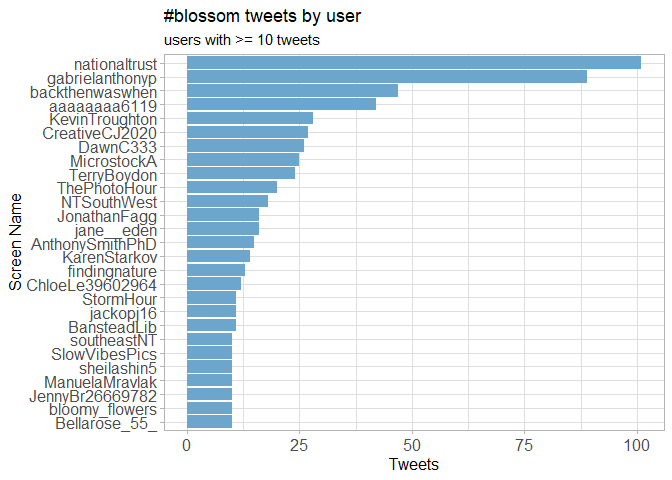 #blossom tweets by user
users with >= 10 tweets
Screen Name
nationaltrust
gabrielanthonyp
backthenwaswhen
aaaaaaaa6119
KevinTroughton
CreativeCJ2020
DawnC333
MicrostockA
TerryBoydon
ThePhotoHour
NTSouthWest
JonathanFagg
jane__eden
AnthonySmithPhD
KarenStarkov
findingnature
ChloeLe39602964
StormHour
jackopj16
BansteadLib
southeastNT
SlowVibesPics
sheilashin5
ManuelaMravlak
JennyBr26669782
bloomy_flowers
Bellarose_55_
0 25 50 75 100
Tweets